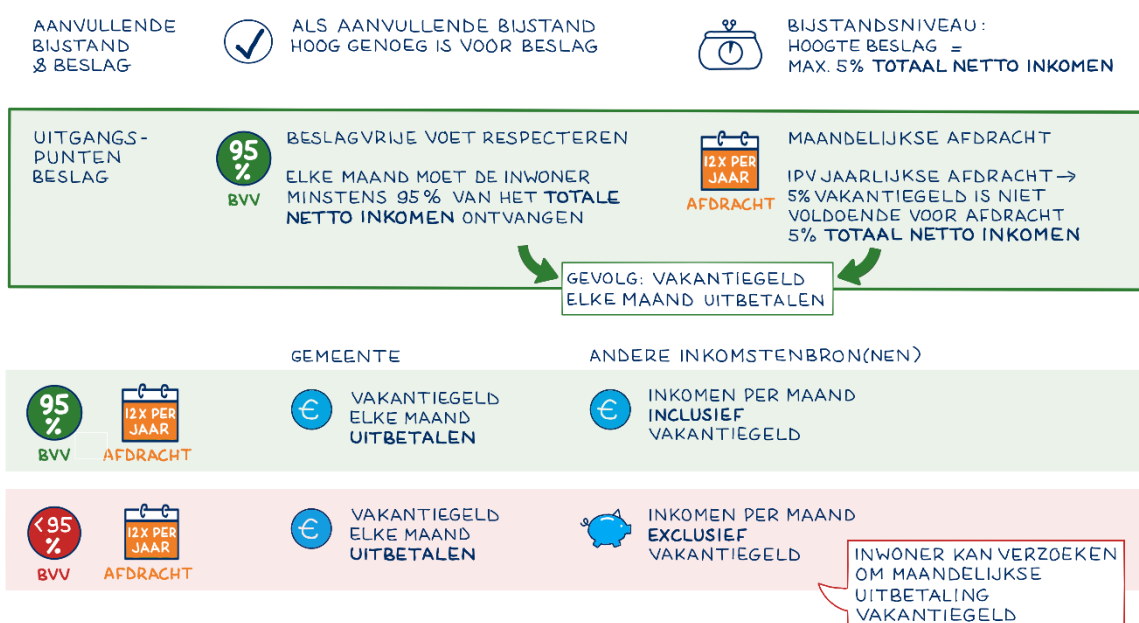 AANVULLENDE
BIJSTAND
& BESLAG
ALS AANVULLENDE BIJSTAND
HOOG GENOEG IS VOOR BESLAG
BIJSTANDSNIVEAU:
HOOGTE BESLAG =
MAX. 5% TOTAAL NETTO INKOMEN
UITGANGS-
PUNTEN
BESLAG
95
%
BVV
BESLAGVRIJE VOET RESPECTEREN
ELKE MAAND MOET DE INWONER
MINSTENS 95% VAN HET TOTALE
NETTO INKOMEN ONTVANGEN
12 X PER
JAAR
AFDRACHT
MAANDELIJKSE AFDRACHT
IPV JAARLIJKSE AFDRACHT →
5% VAKANTIEGELD IS NIET
VOLDOENDE VOOR AFDRACHT
5% TOTAAL NETTO INKOMEN
GEVOLG: VAKANTIEGELD
ELKE MAAND UITBETALEN
GEMEENTE
ANDERE INKOMSTENBRON(NEN)
95
%
BVV
12 X PER
JAAR
AFDRACHT
€
VAKANTIEGELD
ELKE MAAND
UITBETALEN
€
INKOMEN PER MAAND
INCLUSIEF
VAKANTIEGELD
<95
%
BVV
12 X PER
JAAR
AFDRACHT
€
VAKANTIEGELD
ELKE MAAND
UITBETALEN
INKOMEN PER MAAND
EXCLUSIEF
VAKANTIEGELD
INWONER KAN VERZOEKEN
OM MAANDELIJKSE
UITBETALING
VAKANTIEGELD